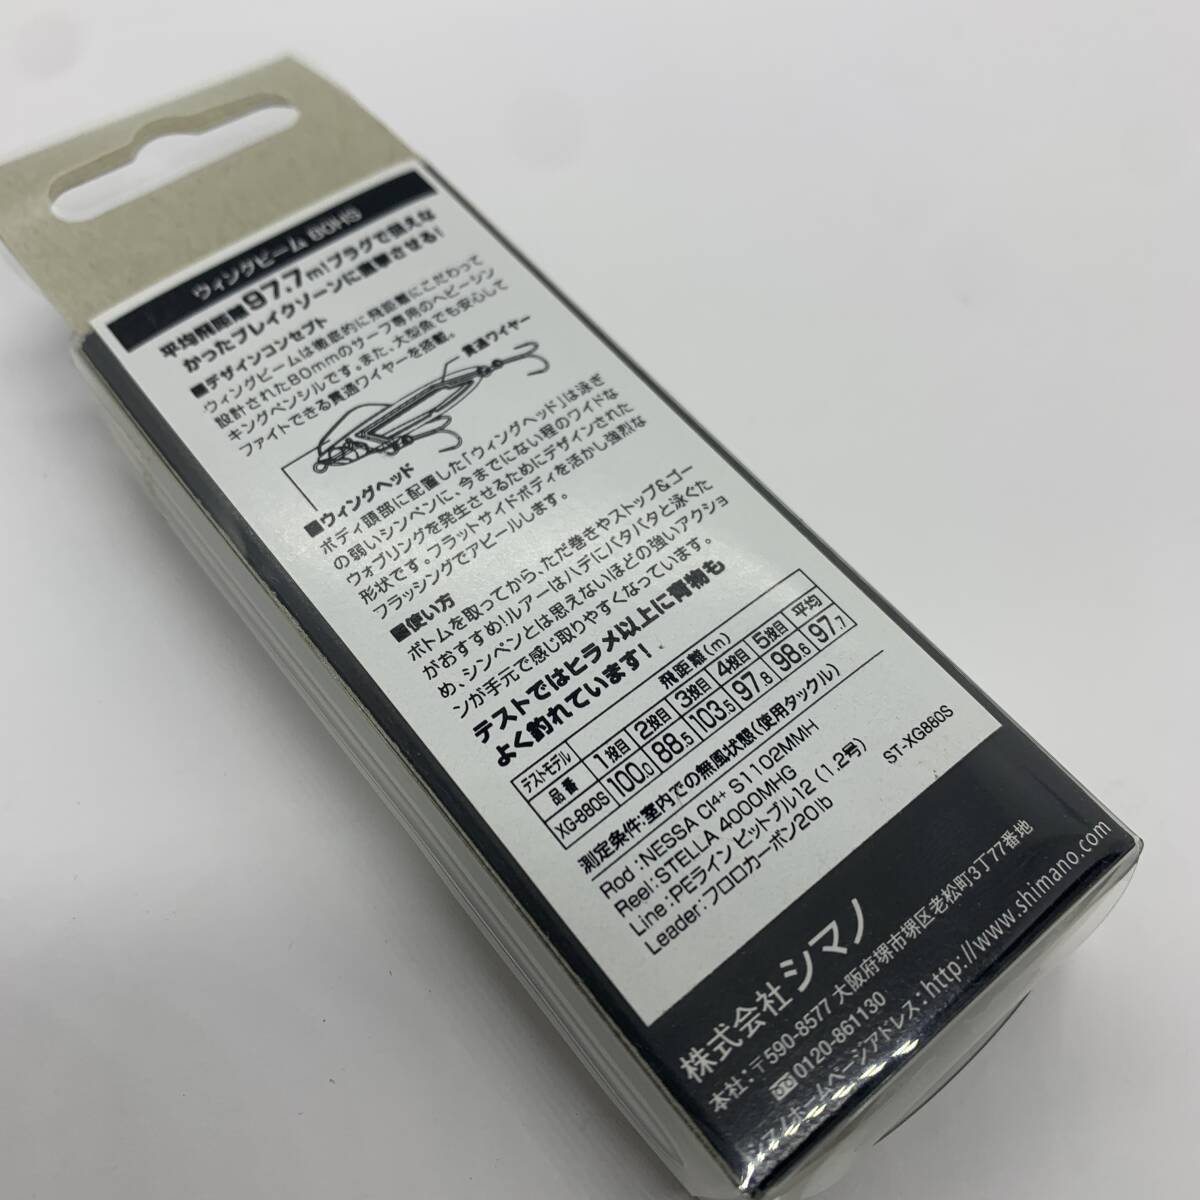 ウィングビーム 80HS
平均飛距離97.7m!プラグで狙えな
かったブレイクゾーンに直撃させる!
■デザインコンセプト
ウィングビームは徹底的に飛距離にこだわって
設計された80mmのサーフ専用のヘビーシン
キングペンシルです。また、大型魚でも安心して
ファイトできる貫通ワイヤーを搭載。
貫通ワイヤー
■ウィングヘッド
ボディ頭部に配置した「ウィングヘッド」は泳ぎ
の弱いシンペンに、今までにない程のワイドな
ウォブリングを発生させるためにデザインされた
形状です。フラットサイドボディを活かし強烈な
フラッシングでアピールします。
■使い方
ボトムを取ってから、ただ巻きやストップ&ゴー
がおすすめ!ルアーはハデにバタバタと泳ぐた
め、シンペンとは思えないほどの強いアクショ
ンが手元で感じ取りやすくなっています。
テストではヒラメ以上に青物も
よく釣れています!
テストモデル 飛距離(m)
品番 1投目 2投目 3投目 4投目 5投目 平均
XG-880S 100.0 88.5 103.5 97.8 98.6 97.7
測定条件:室内での無風状態(使用タックル)
Rod :NESSA CI4+ S1102MMH
Reel:STELLA 4000MHG
Line:PEライン ピットブル12 (1.2号)
Leader:フロロカーボン20lb
ST-XG880S
株式会社シマノ
本社:〒590-8577 大阪府堺市堺区老松町3丁77番地
0120-861130
シマノホームページアドレス:http://www.shimano.com